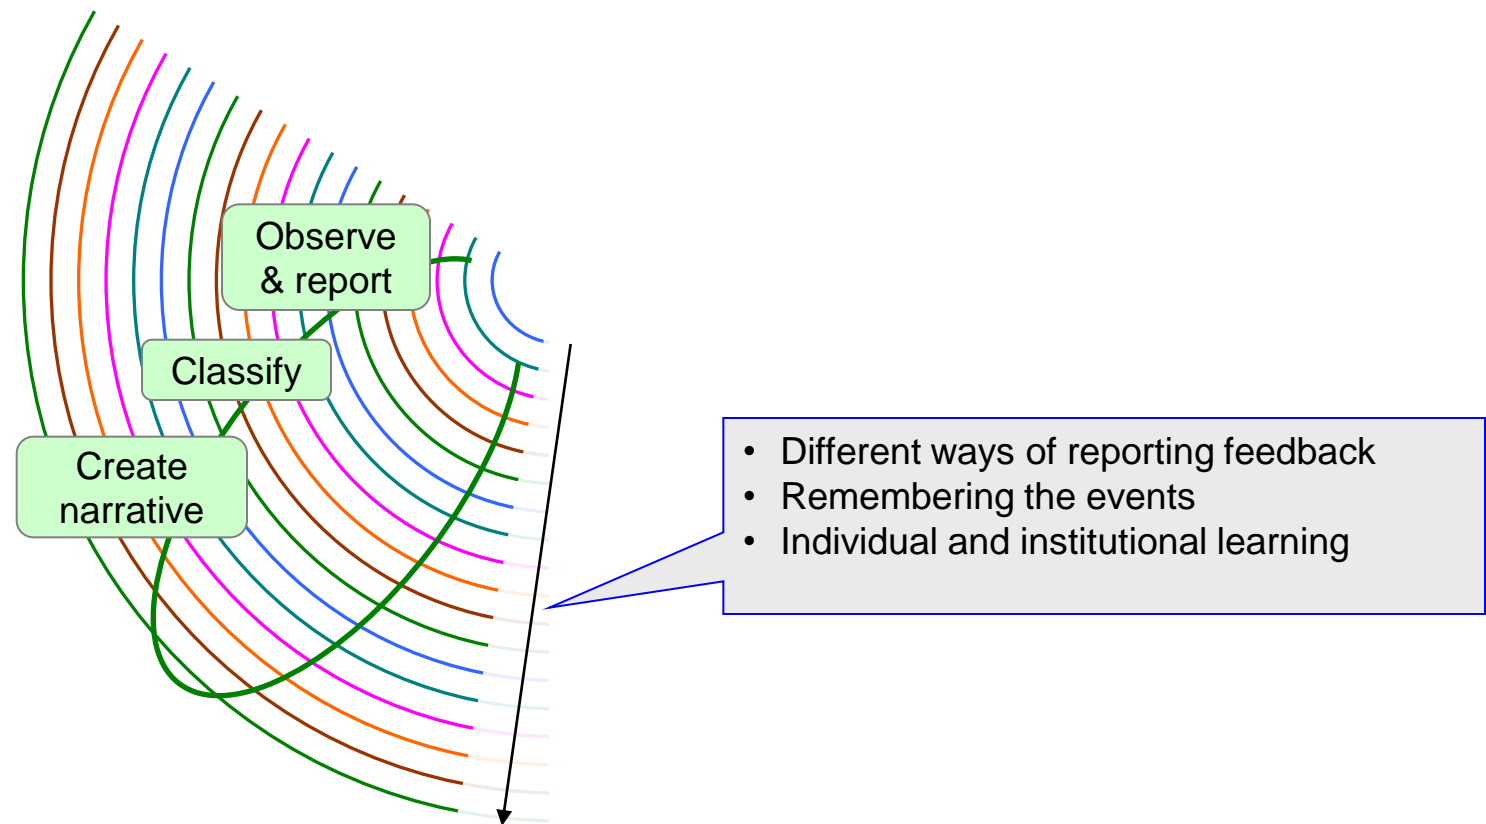 Observe
& report
Classify
Create
narrative
• Different ways of reporting feedback
• Remembering the events
• Individual and institutional learning